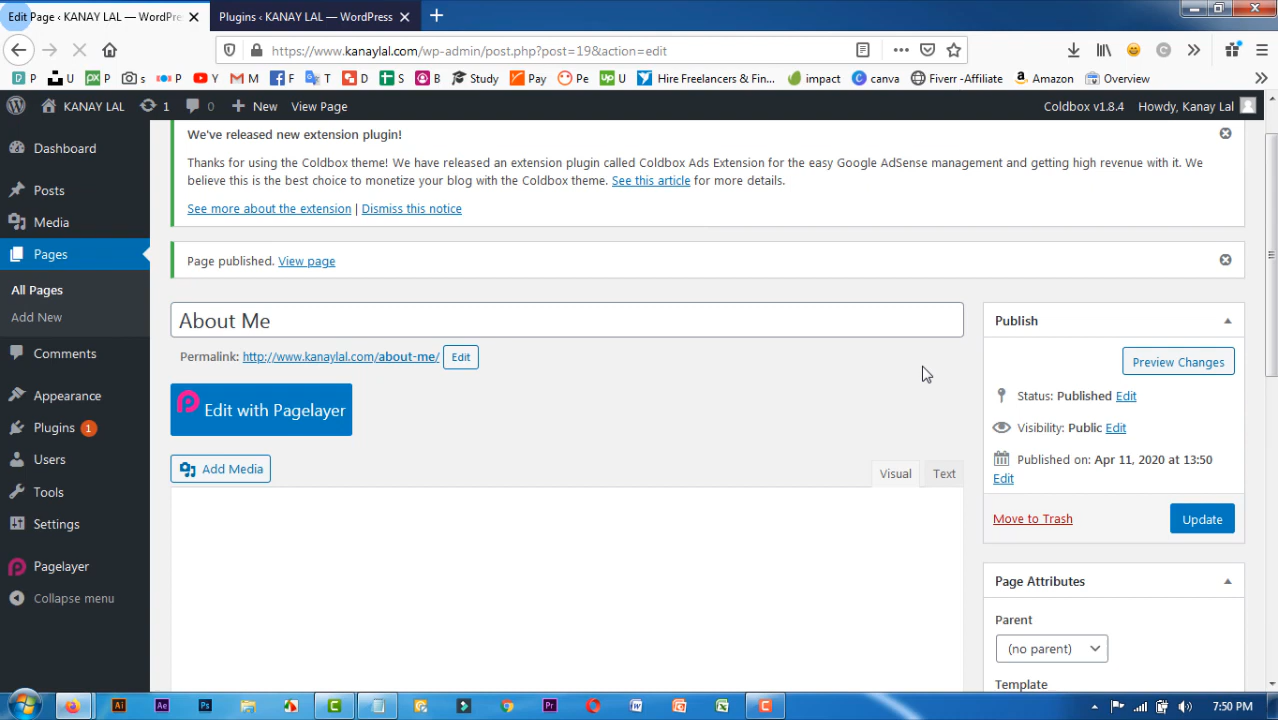 Edit Page ‹ KANAY LAL — WordPres
Plugins ‹ KANAY LAL — WordPress
https://www.kanaylal.com/wp-admin/post.php?post=19&action=edit
P
U
P
s
P
Y
M
F
T
D
S
B
Study
Pay
Pe
U
Hire Freelancers & Fin...
impact
canva
Fiverr -Affiliate
Amazon
Overview
KANAY LAL
1
0
New
View Page
Coldbox v1.8.4
Howdy, Kanay Lal
Dashboard
Posts
Media
Pages
All Pages
Add New
Comments
Appearance
Plugins 1
Users
Tools
Settings
Pagelayer
Collapse menu
We've released new extension plugin!
Thanks for using the Coldbox theme! We have released an extension plugin called Coldbox Ads Extension for the easy Google AdSense management and getting high revenue with it. We
believe this is the best choice to monetize your blog with the Coldbox theme. See this article for more details.
See more about the extension | Dismiss this notice
Page published. View page
About Me
Permalink: http://www.kanaylal.com/about-me/ Edit
Edit with Pagelayer
Add Media
Visual
Text
Publish
Preview Changes
Status: Published Edit
Visibility: Public Edit
Published on: Apr 11, 2020 at 13:50
Edit
Move to Trash
Update
Page Attributes
Parent
(no parent)
Template
7:50 PM